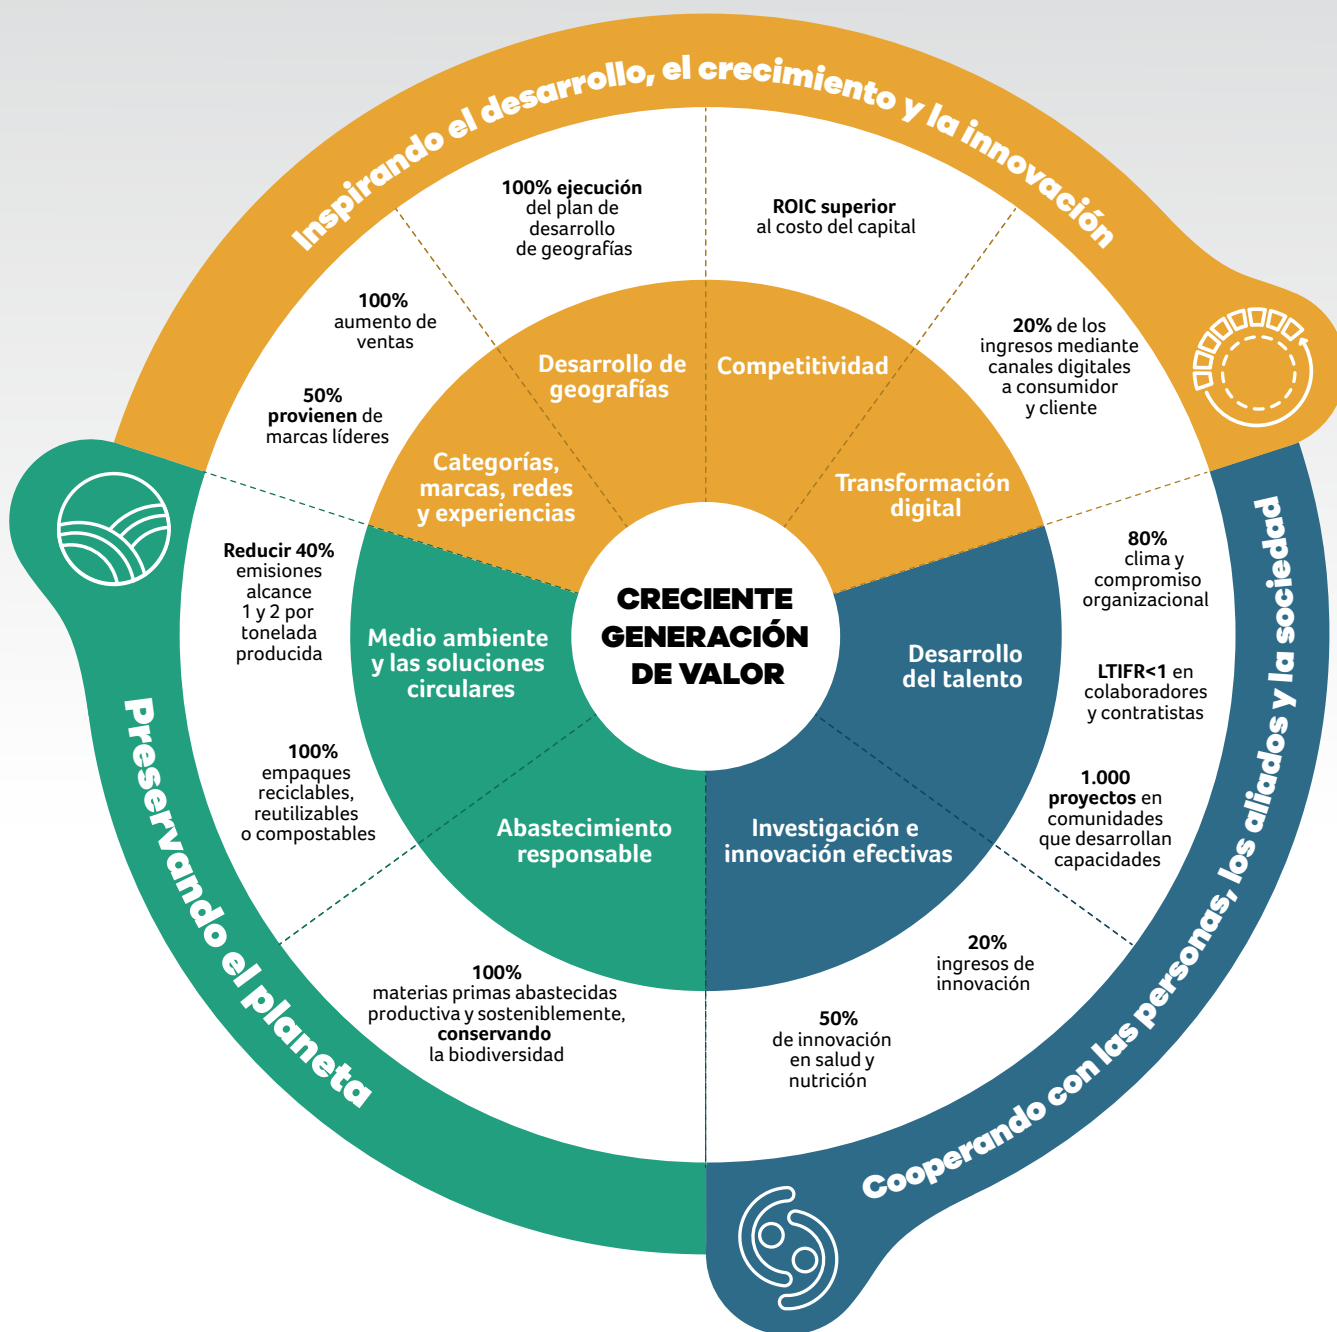 Inspirando el desarrollo, el crecimiento y la innovación
100% ejecución
del plan de
desarrollo
de geografías
ROIC superior
al costo del capital
100%
aumento de
ventas
50%
provienen de
marcas líderes
20% de los
ingresos mediante
canales digitales
a consumidor
y cliente
Desarrollo de
geografías
Competitividad
Categorías,
marcas, redes
y experiencias
Transformación
digital
CRECIENTE
GENERACIÓN
DE VALOR
Preservando el planeta
Reducir 40%
emisiones
alcance
1 y 2 por
tonelada
producida
100%
empaques
reciclables,
reutilizables
o compostables
Medio ambiente
y las soluciones
circulares
Abastecimiento
responsable
100%
materias primas abastecidas
productiva y sosteniblemente,
conservando
la biodiversidad
Desarrollo
del talento
Investigación e
innovación efectivas
80%
clima y
compromiso
organizacional
LTIFR<1 en
colaboradores
y contratistas
1.000
proyectos en
comunidades
que desarrollan
capacidades
20%
ingresos de
innovación
50%
de innovación
en salud y
nutrición
Cooperando con las personas, los aliados y la sociedad